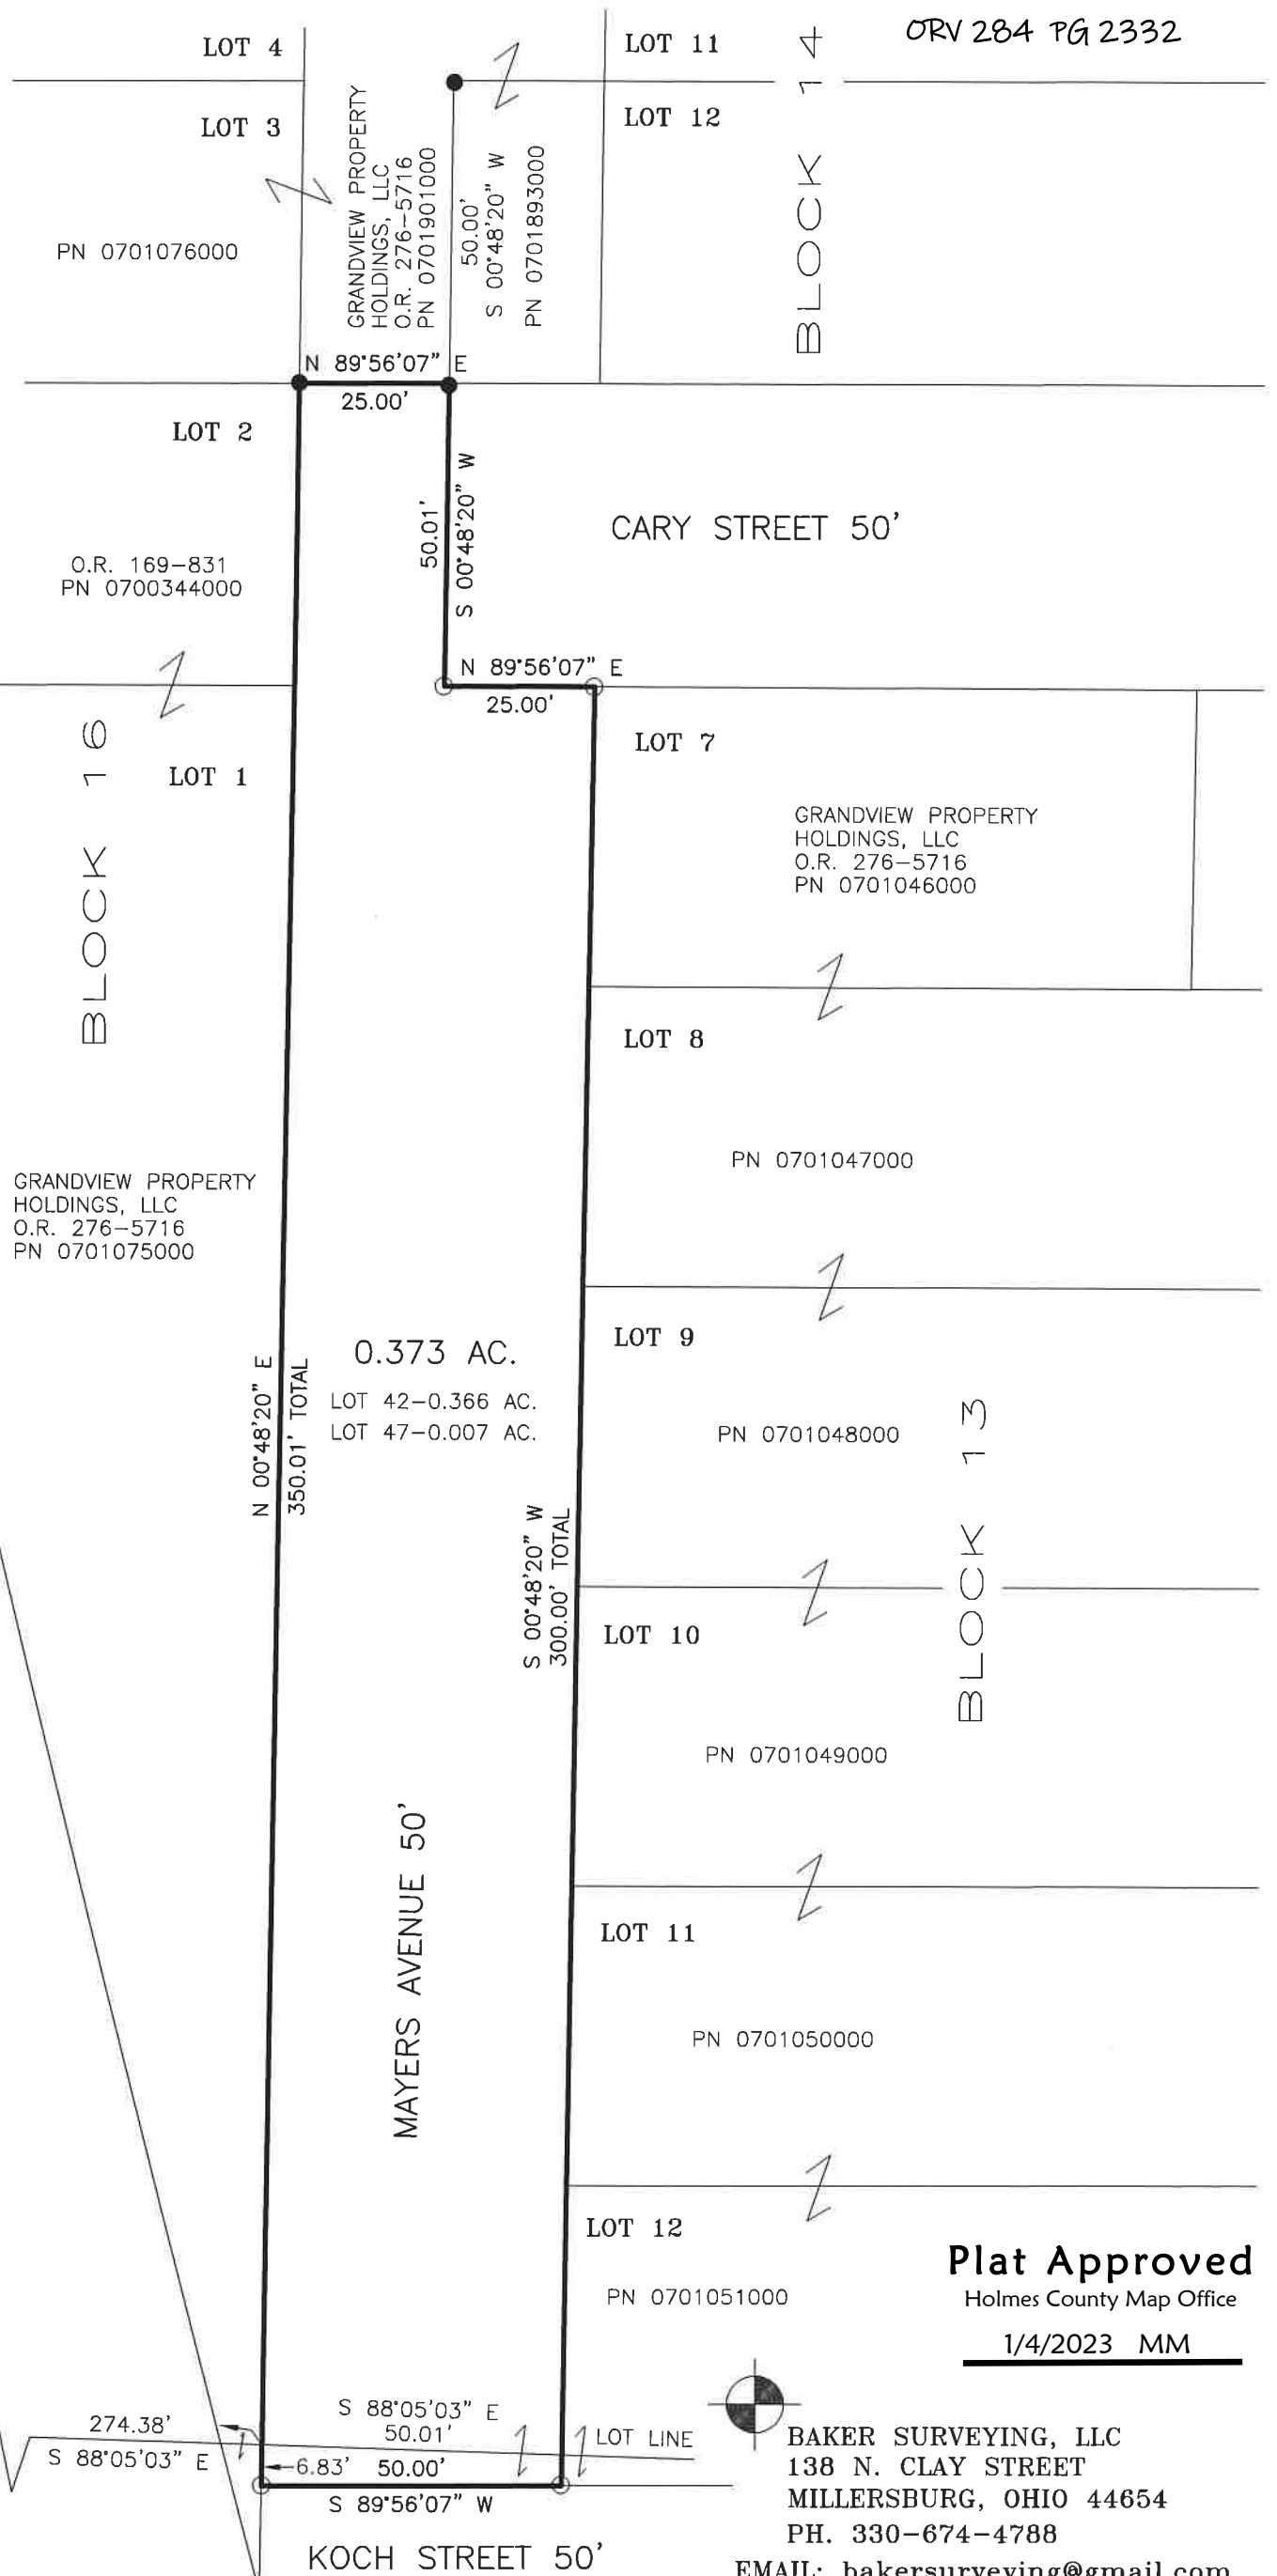 ORV 284 PG 2332
LOT 4
LOT 11
LOT 3
LOT 12
BLOCK 14
GRANDVIEW PROPERTY
HOLDINGS, LLC
O.R. 276-5716
PN 0701901000
50.00'
S 00°48'20" W
PN 0701893000
PN 0701076000
N 89°56'07" E
25.00'
LOT 2
50.01'
S 00°48'20" W
CARY STREET 50'
O.R. 169-831
PN 0700344000
N 89°56'07" E
25.00'
BLOCK 16
LOT 1
LOT 7
GRANDVIEW PROPERTY
HOLDINGS, LLC
O.R. 276-5716
PN 0701046000
LOT 8
PN 0701047000
GRANDVIEW PROPERTY
HOLDINGS, LLC
O.R. 276-5716
PN 0701075000
LOT 9
N 00°48'20" E
350.01' TOTAL
0.373 AC.
LOT 42-0.366 AC.
LOT 47-0.007 AC.
PN 0701048000
BLOCK 13
S 00°48'20" W
300.00' TOTAL
LOT 10
PN 0701049000
MAYERS AVENUE 50'
LOT 11
PN 0701050000
LOT 12
PN 0701051000
Plat Approved
Holmes County Map Office
1/4/2023 MM
274.38'
S 88°05'03" E
S 88°05'03" E
50.01'
LOT LINE
6.83'
50.00'
S 89°56'07" W
KOCH STREET 50'
BAKER SURVEYING, LLC
138 N. CLAY STREET
MILLERSBURG, OHIO 44654
PH. 330-674-4788
EMAIL: bakersurveying@gmail.com